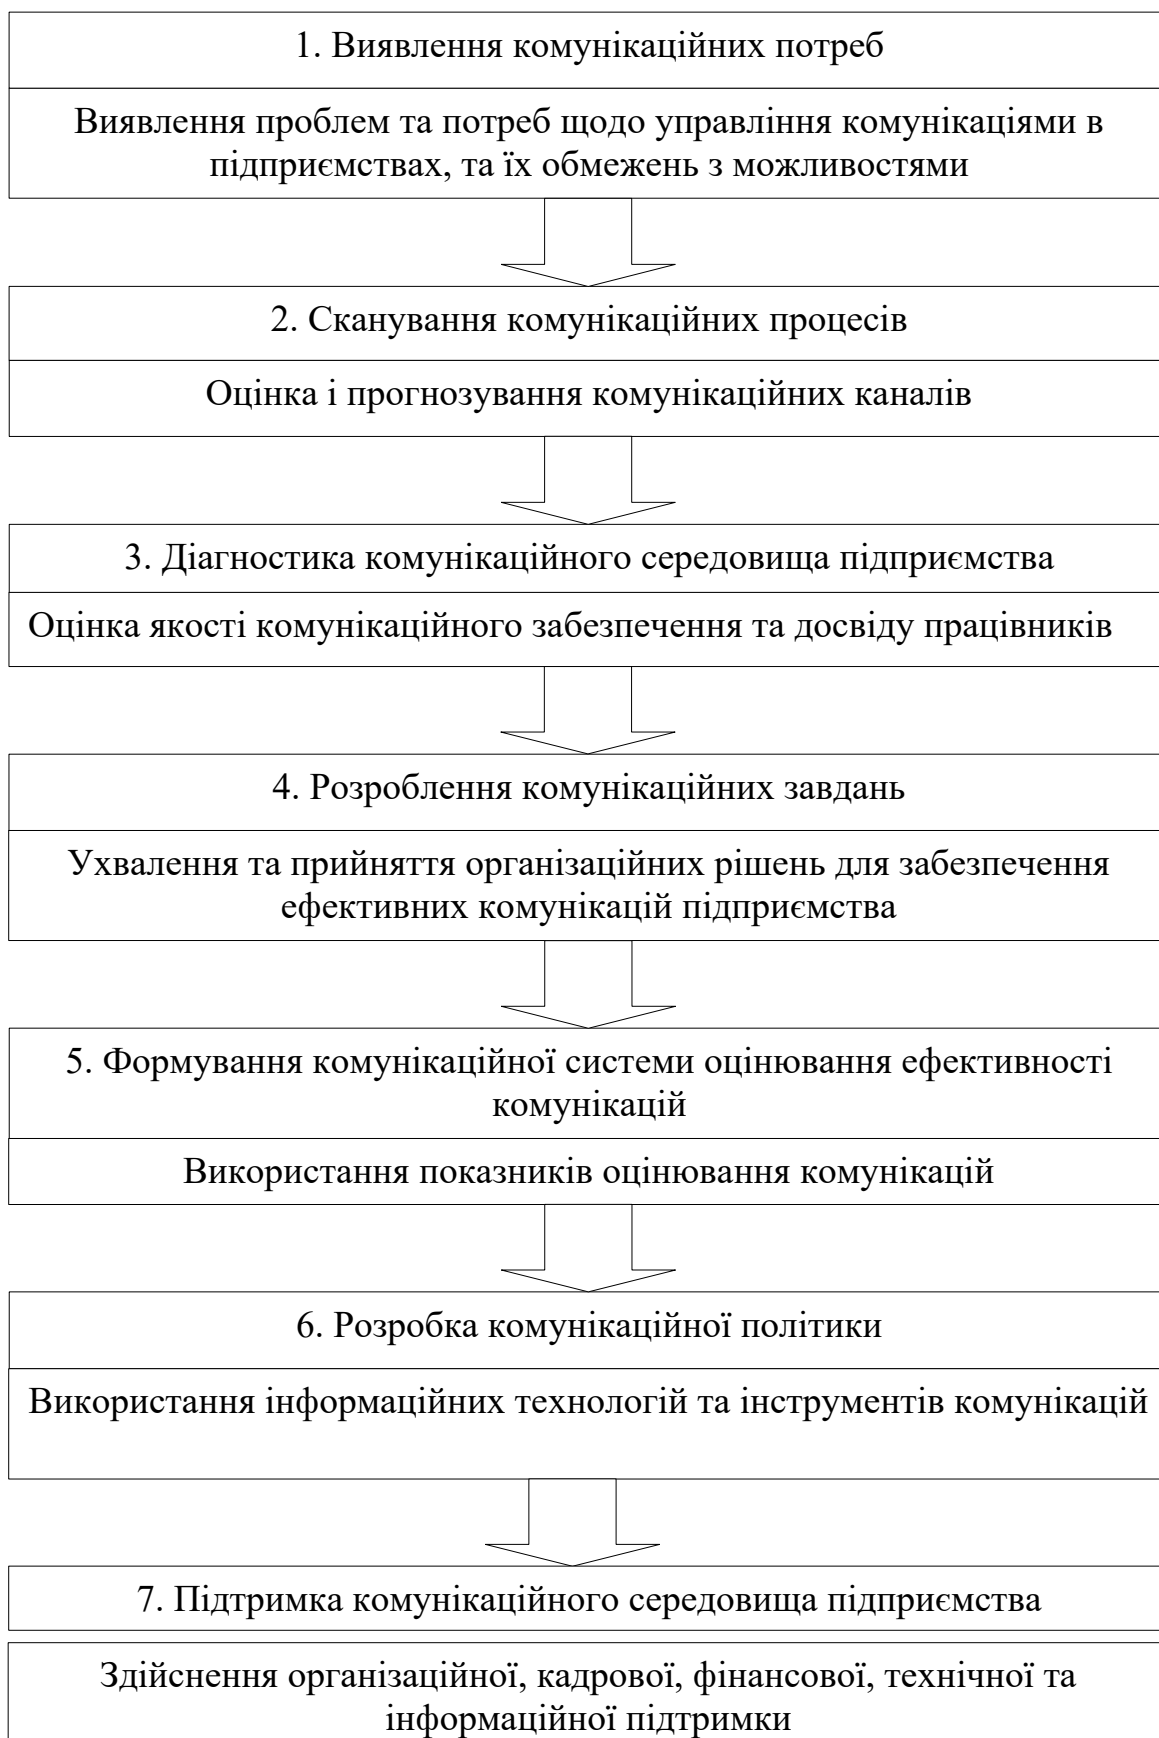 1. Виявлення комунікаційних потреб
Виявлення проблем та потреб щодо управління комунікаціями в
підприємствах, та їх обмежень з можливостями
2. Сканування комунікаційних процесів
Оцінка і прогнозування комунікаційних каналів
3. Діагностика комунікаційного середовища підприємства
Оцінка якості комунікаційного забезпечення та досвіду працівників
4. Розроблення комунікаційних завдань
Ухвалення та прийняття організаційних рішень для забезпечення
ефективних комунікацій підприємства
5. Формування комунікаційної системи оцінювання ефективності
комунікацій
Використання показників оцінювання комунікацій
6. Розробка комунікаційної політики
Використання інформаційних технологій та інструментів комунікацій
7. Підтримка комунікаційного середовища підприємства
Здійснення організаційної, кадрової, фінансової, технічної та
інформаційної підтримки